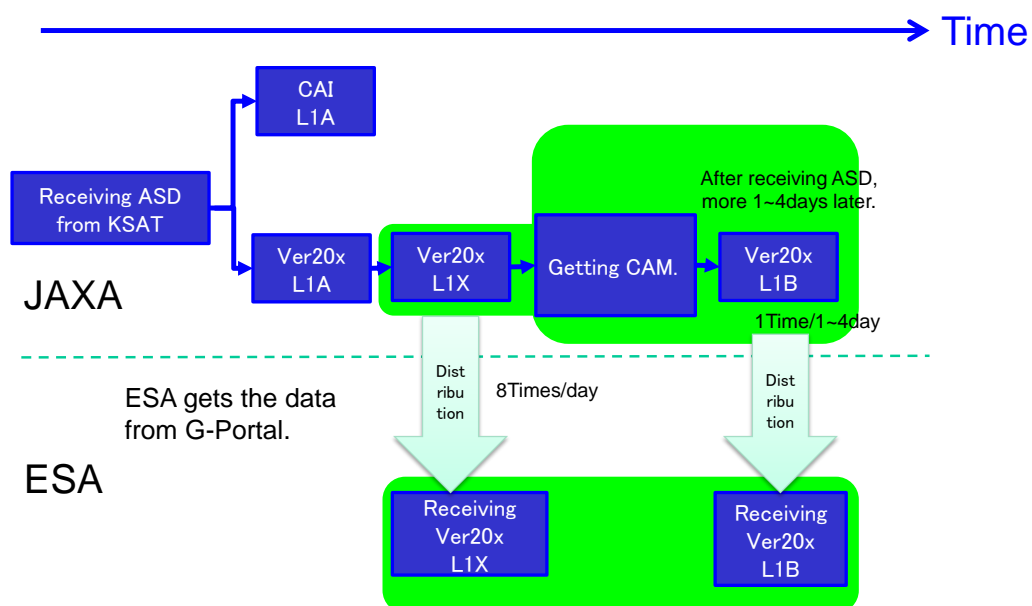 Time
CAI
L1A
Receiving ASD
from KSAT
After receiving ASD,
more 1~4days later.
Ver20x
L1A
Ver20x
L1X
Getting CAM.
Ver20x
L1B
JAXA
1Time/1~4day
Dist
ribu
tion
8Times/day
Dist
ribu
tion
ESA gets the data
from G-Portal.
ESA
Receiving
Ver20x
L1X
Receiving
Ver20x
L1B